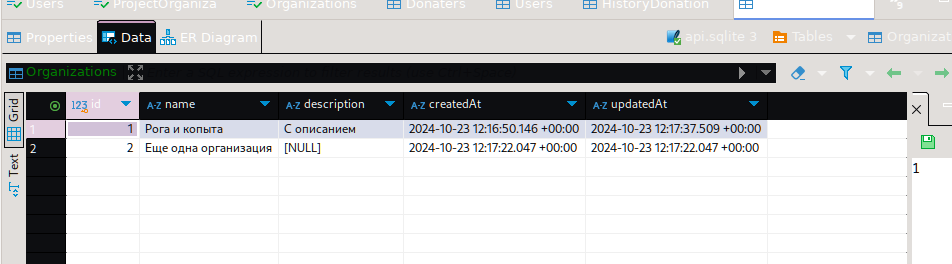 Users ProjectOrganiza Organizations Donaters Users HistoryDonation 9
Properties Data ER Diagram api.sqlite 3 Tables Organizat
Organizations
Grid
Text
123 id A-Z name A-Z description A-Z createdAt A-Z updatedAt
1 1 Рога и копыта С описанием 2024-10-23 12:16:50.146 +00:00 2024-10-23 12:17:37.509 +00:00
2 2 Еще одна организация [NULL] 2024-10-23 12:17:22.047 +00:00 2024-10-23 12:17:22.047 +00:00
1